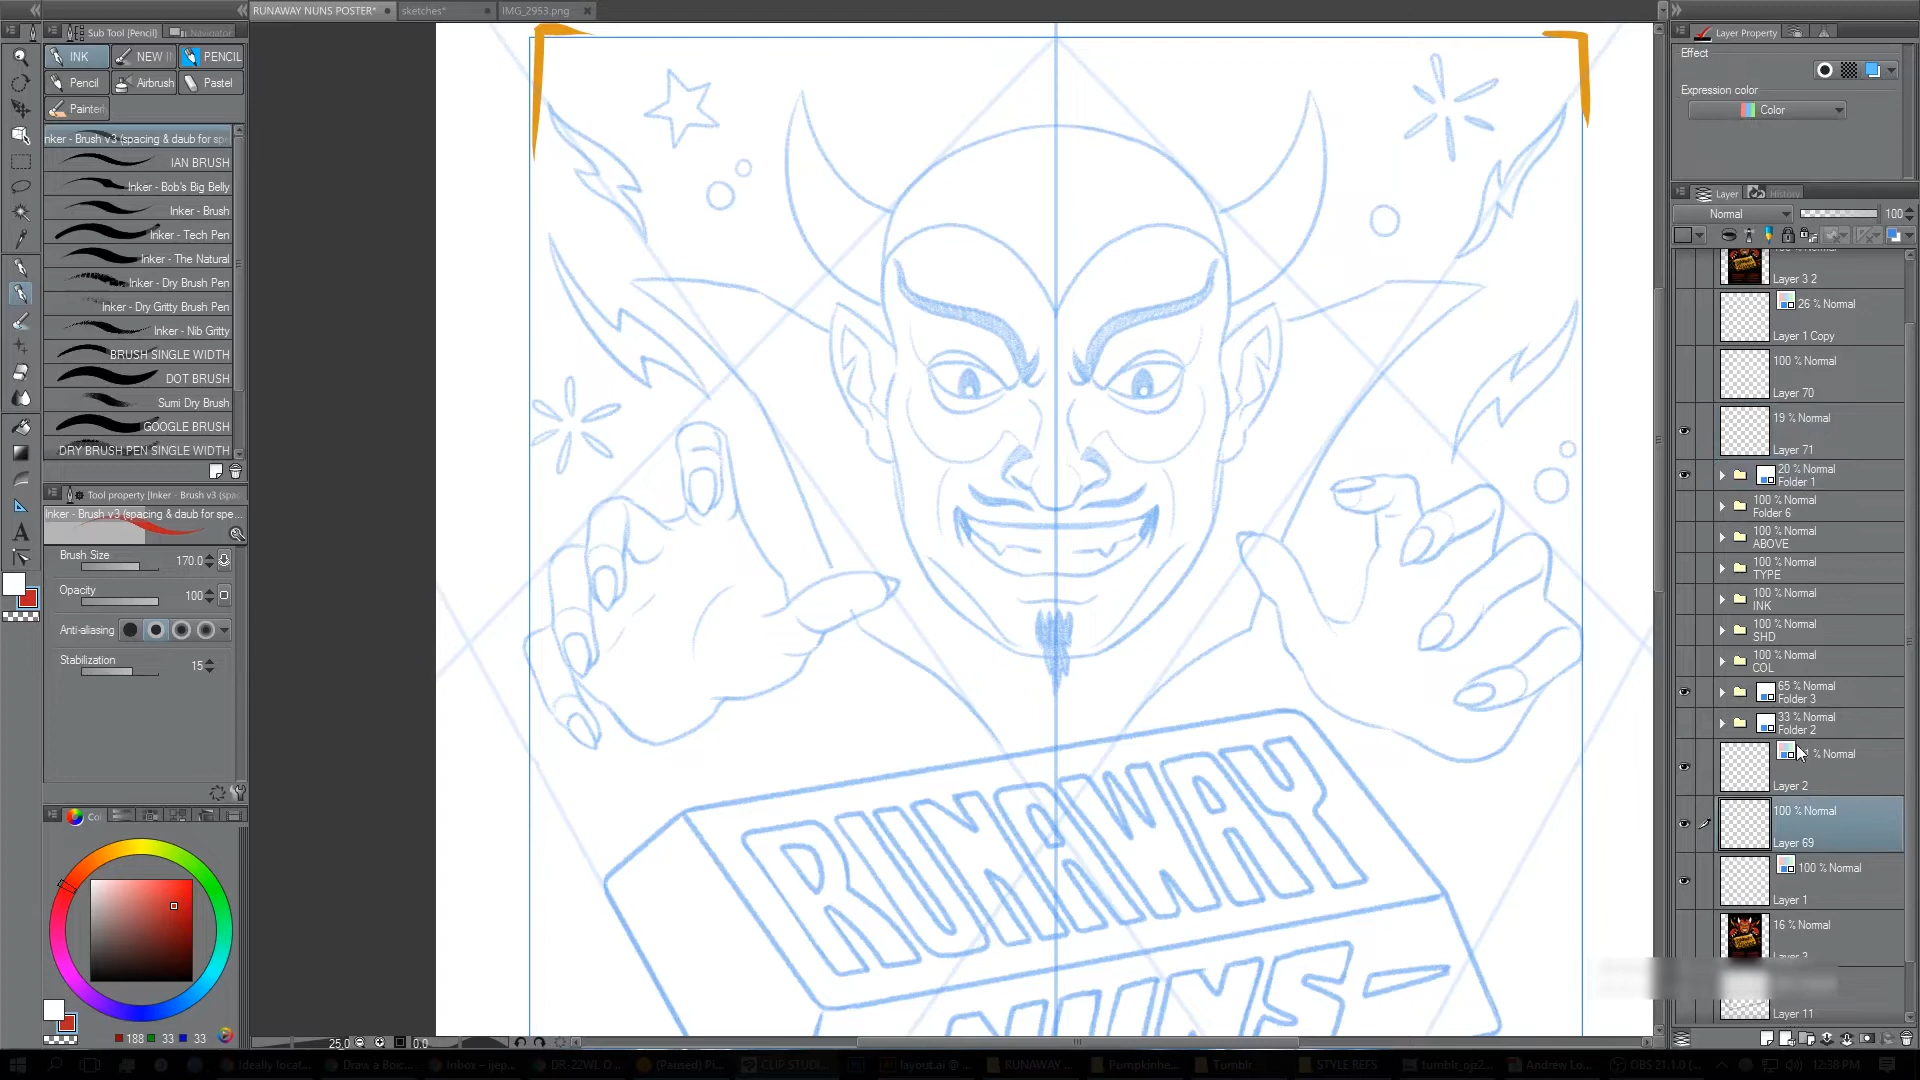 RUNAWAY NUNS POSTER*
sketches*
IMG_2953.png
Sub Tool [Pencil]
Navigator
INK
NEW I
PENCIL
Pencil
Airbrush
Pastel
Painter
nker - Brush v3 (spacing & daub for sp
IAN BRUSH
Inker - Bob's Big Belly
Inker - Brush
Inker - Tech Pen
Inker - The Natural
Inker - Dry Brush Pen
Inker - Dry Gritty Brush Pen
Inker - Nib Gritty
BRUSH SINGLE WIDTH
DOT BRUSH
Sumi Dry Brush
GOOGLE BRUSH
DRY BRUSH PEN SINGLE WIDTH
Tool property [Inker - Brush v3 (spac
Inker - Brush v3 (spacing & daub for spe...
Brush Size
170.0
Opacity
100
Anti-aliasing
Stabilization
15
Co
188 33 33
25.0
0.0
RUNAWAY
NUNS
Layer Property
Effect
Expression color
Color
Layer
History
Normal
100
Layer 3 2
26 % Normal
Layer 1 Copy
100 % Normal
Layer 70
19 % Normal
Layer 71
20 % Normal
Folder 1
100 % Normal
Folder 6
100 % Normal
ABOVE
100 % Normal
TYPE
100 % Normal
INK
100 % Normal
SHD
100 % Normal
COL
65 % Normal
Folder 3
33 % Normal
Folder 2
% Normal
Layer 2
100 % Normal
Layer 69
100 % Normal
Layer 1
16 % Normal
Layer 3
Layer 11
Ideally locat...
Draw a Boic...
Inbox - ijep...
DR-22WL O...
(Paused) Pi...
CLIP STUDI...
layout.ai @ ...
RUNAWAY ...
Pumpkinhe...
Tumblr
STYLE REFS
tumblr_ojz2...
Andrew Lo...
OBS 21.1.0 (...
12:38 PM